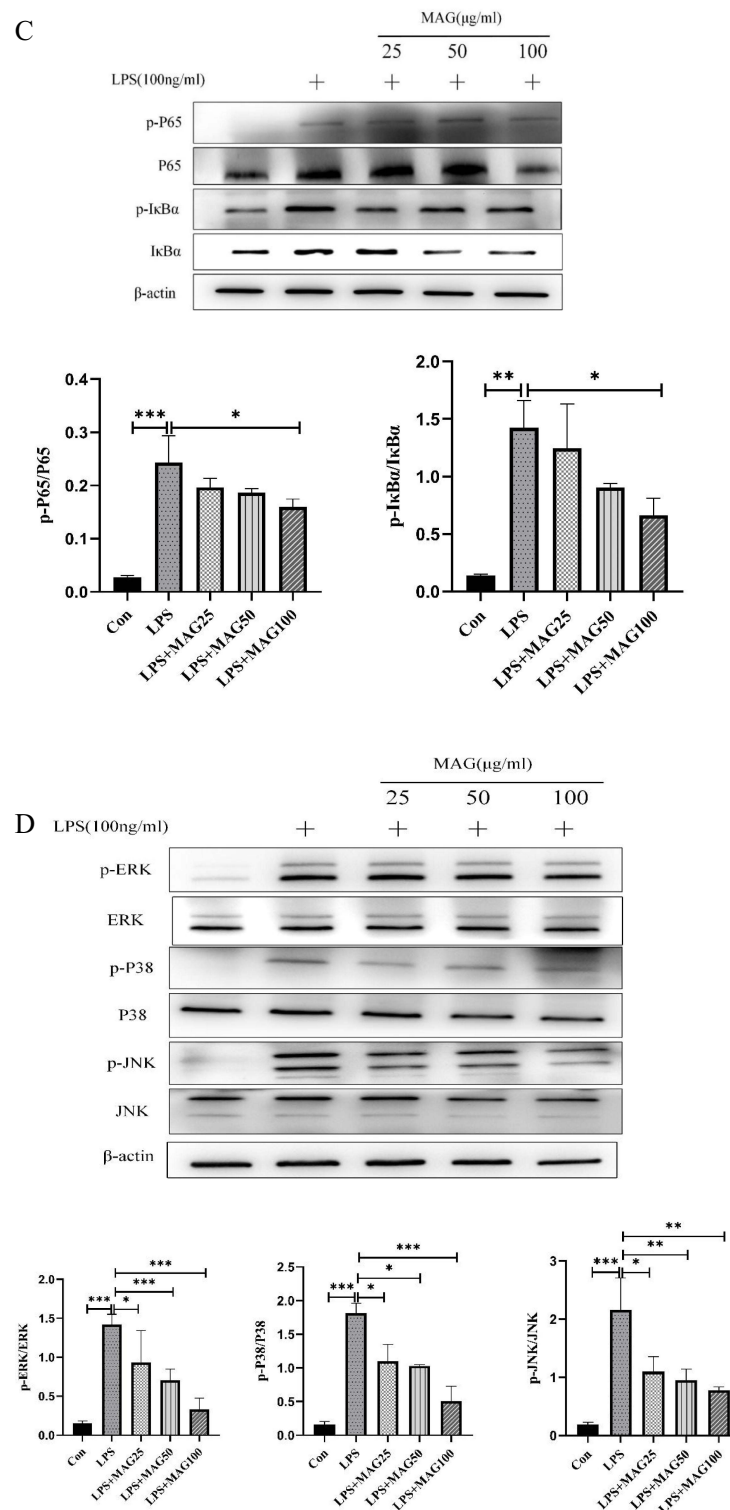 C
MAG(μg/ml)
25 50 100
LPS(100ng/ml) + + + +
p-P65
P65
p-IκBα
IκBα
β-actin
p-P65/P65
0.4
0.3
0.2
0.1
0.0
*** *
Con LPS LPS+MAG25 LPS+MAG50 LPS+MAG100
p-IκBα/IκBα
2.0
1.5
1.0
0.5
0.0
** *
Con LPS LPS+MAG25 LPS+MAG50 LPS+MAG100
MAG(μg/ml)
25 50 100
D LPS(100ng/ml) + + + +
p-ERK
ERK
p-P38
P38
p-JNK
JNK
β-actin
p-ERK/ERK
2.0
1.5
1.0
0.5
0.0
***
***
*** *
Con LPS LPS+MAG25 LPS+MAG50 LPS+MAG100
p-P38/P38
2.5
2.0
1.5
1.0
0.5
0.0
***
*
*** *
Con LPS LPS+MAG25 LPS+MAG50 LPS+MAG100
p-JNK/JNK
3
2
1
0
**
**
*** *
Con LPS LPS+MAG25 LPS+MAG50 LPS+MAG100